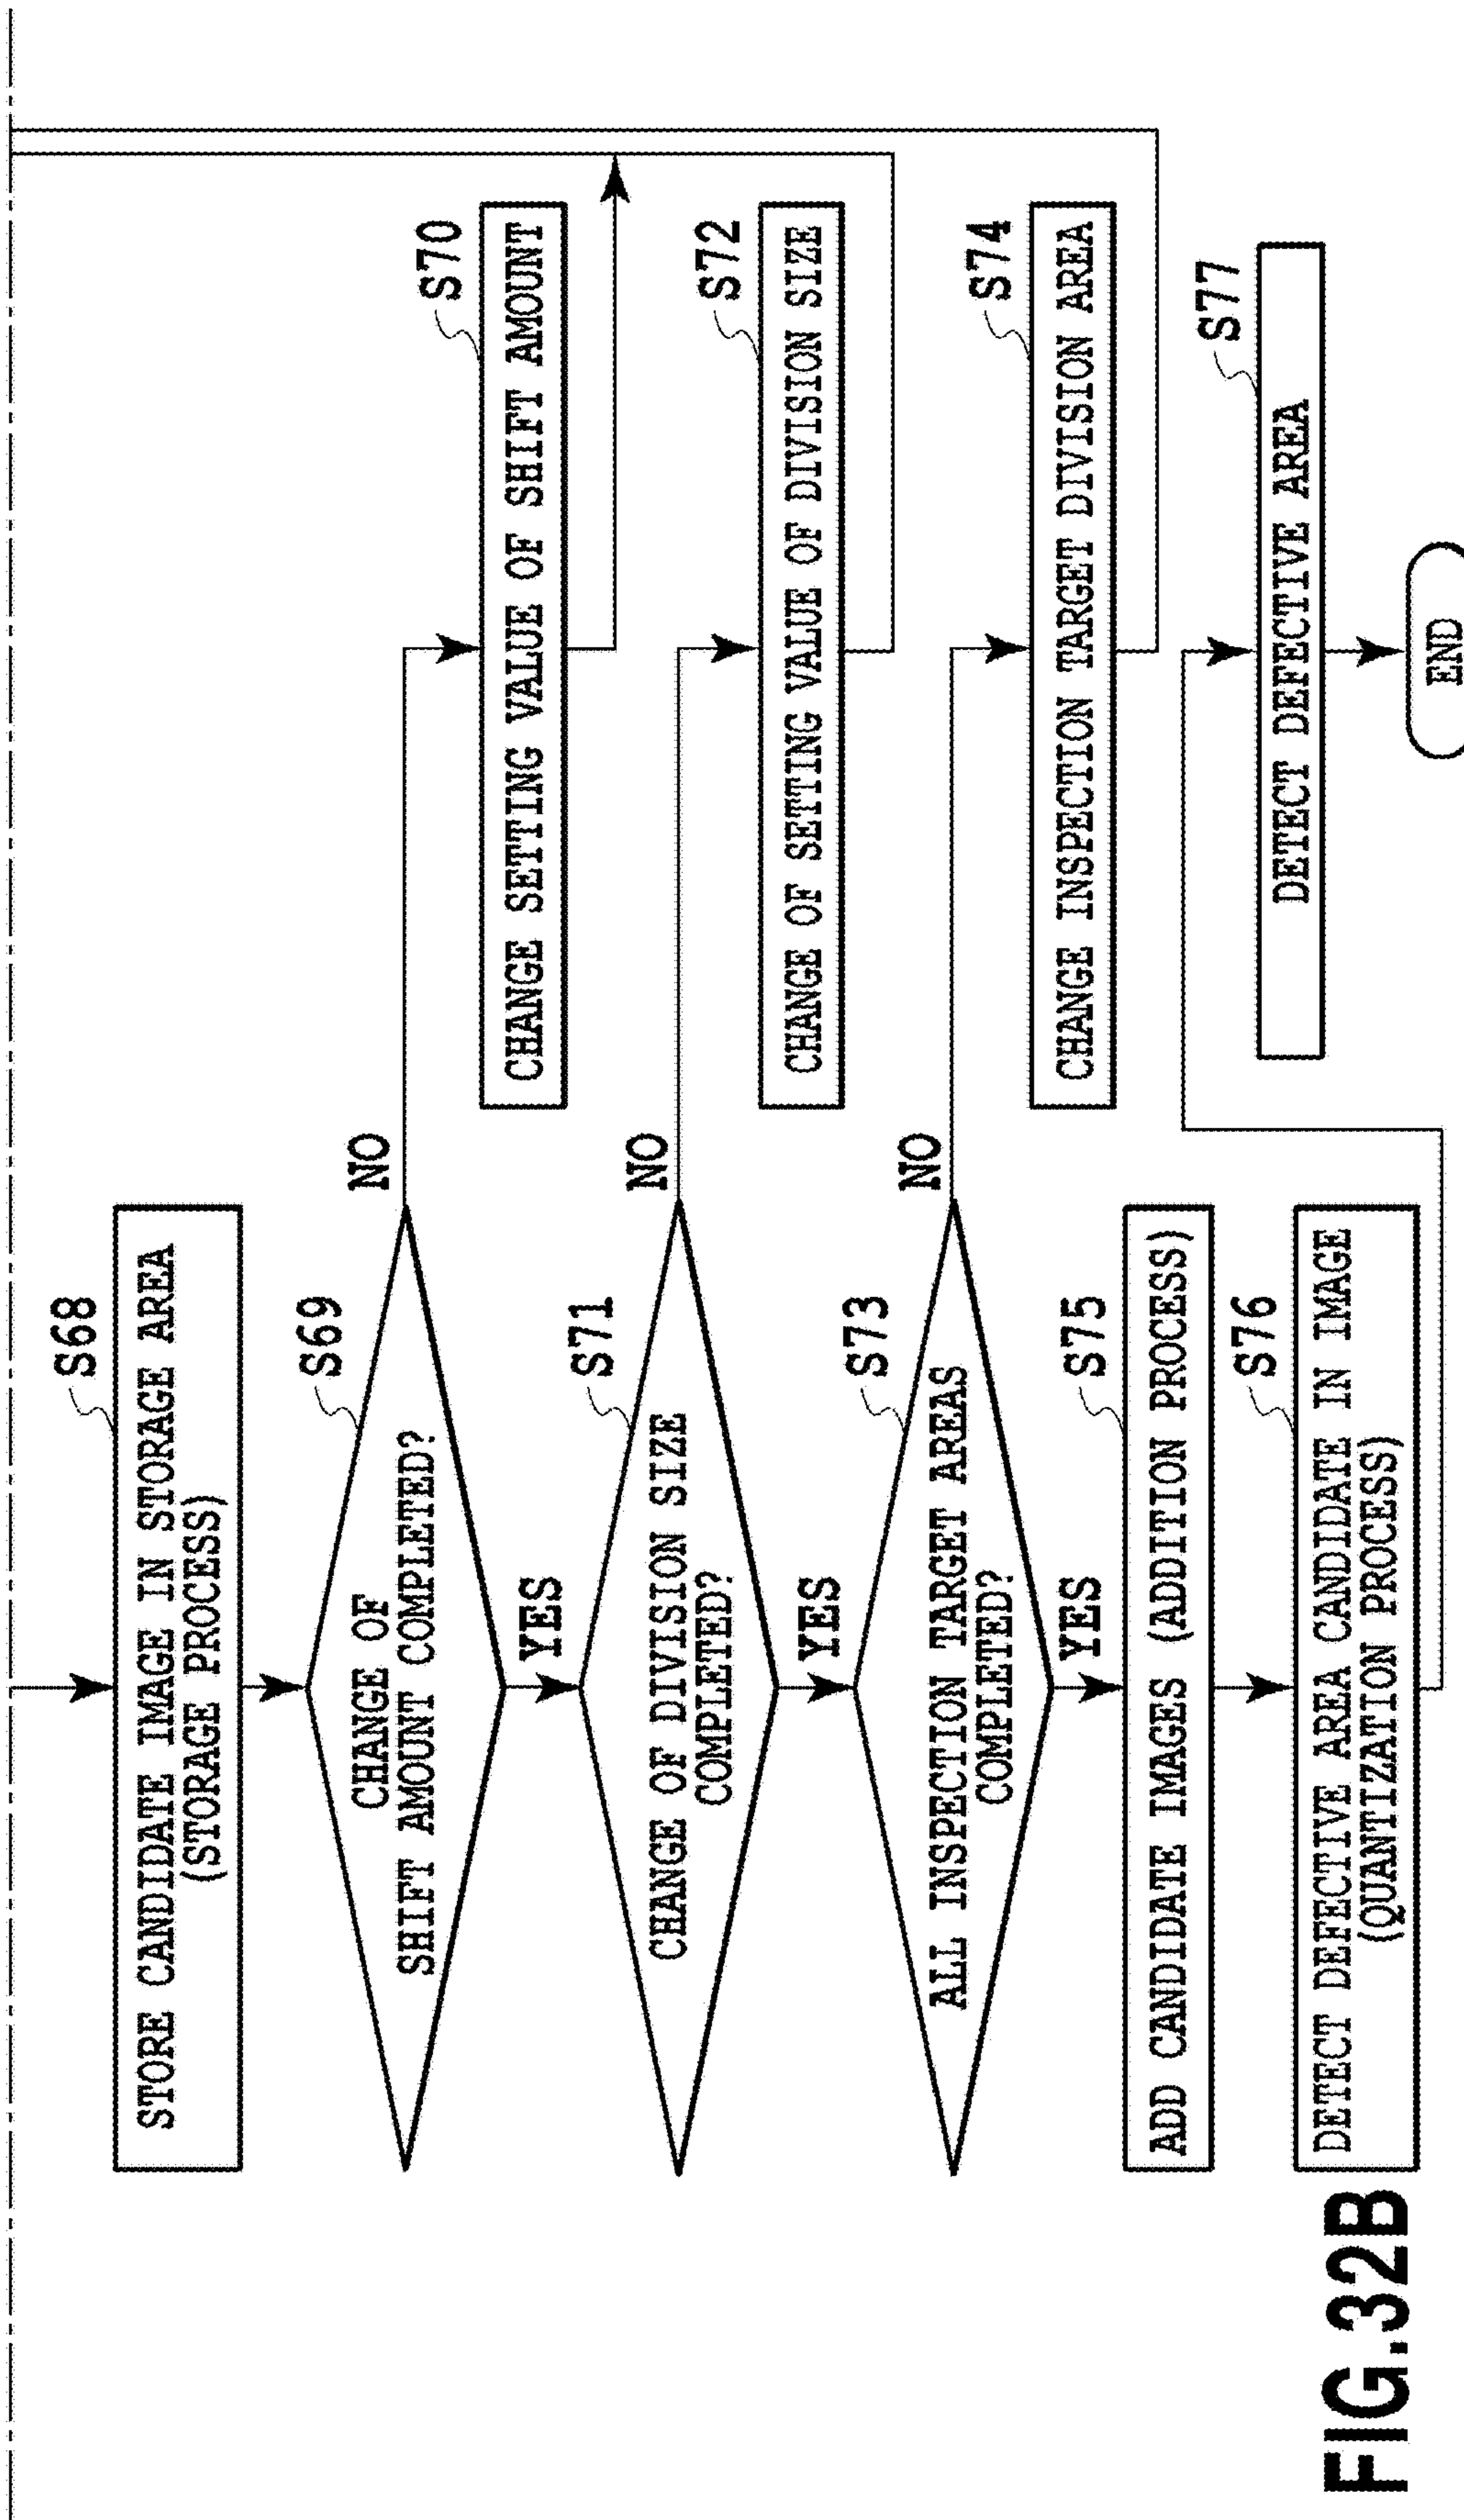 S68
STORE CANDIDATE IMAGE IN STORAGE AREA
(STORAGE PROCESS)
S69
CHANGE OF
SHIFT AMOUNT COMPLETED?
NO
YES
S70
CHANGE SETTING VALUE OF SHIFT AMOUNT
S71
CHANGE OF DIVISION SIZE
COMPLETED?
NO
YES
S72
CHANGE OF SETTING VALUE OF DIVISION SIZE
S73
ALL INSPECTION TARGET AREAS
COMPLETED?
NO
YES
S74
CHANGE INSPECTION TARGET DIVISION AREA
S75
ADD CANDIDATE IMAGES (ADDITION PROCESS)
S76
DETECT DEFECTIVE AREA CANDIDATE IN IMAGE
(QUANTIZATION PROCESS)
S77
DETECT DEFECTIVE AREA
END
FIG.32B